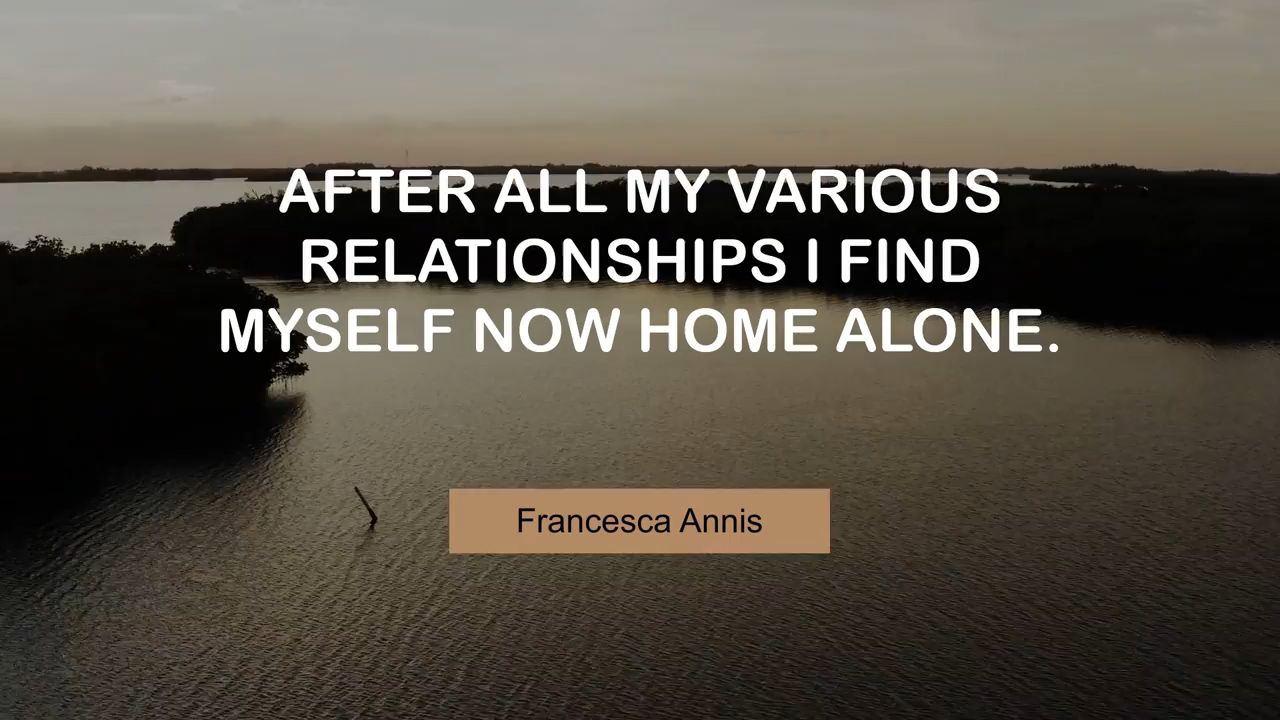 AFTER ALL MY VARIOUS
RELATIONSHIPS I FIND
MYSELF NOW HOME ALONE.
Francesca Annis